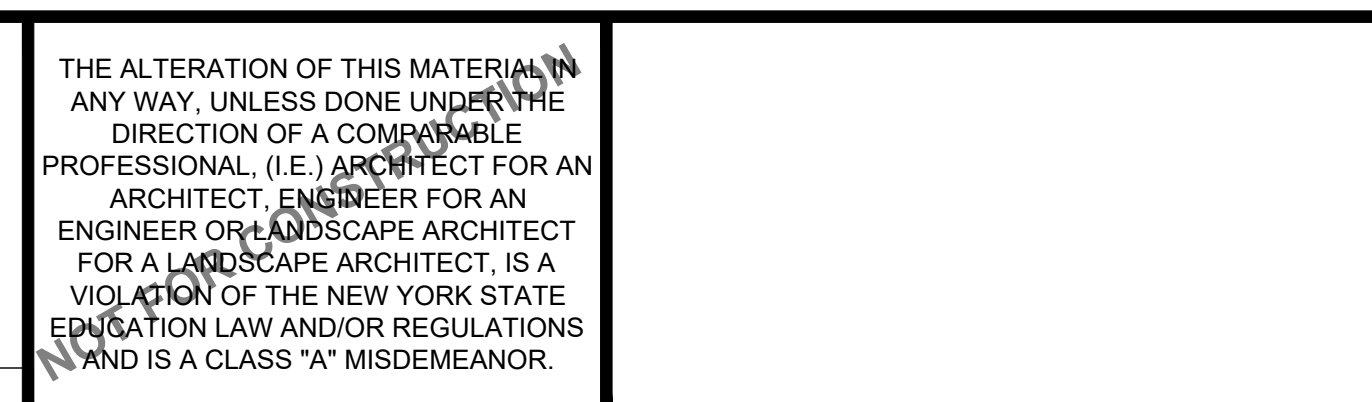 THE ALTERATION OF THIS MATERIAL IN
ANY WAY, UNLESS DONE UNDER THE
DIRECTION OF A COMPARABLE
PROFESSIONAL, (I.E.) ARCHITECT FOR AN
ARCHITECT, ENGINEER FOR AN
ENGINEER OR LANDSCAPE ARCHITECT
FOR A LANDSCAPE ARCHITECT, IS A
VIOLATION OF THE NEW YORK STATE
EDUCATION LAW AND/OR REGULATIONS
AND IS A CLASS "A" MISDEMEANOR.
NOT FOR CONSTRUCTION